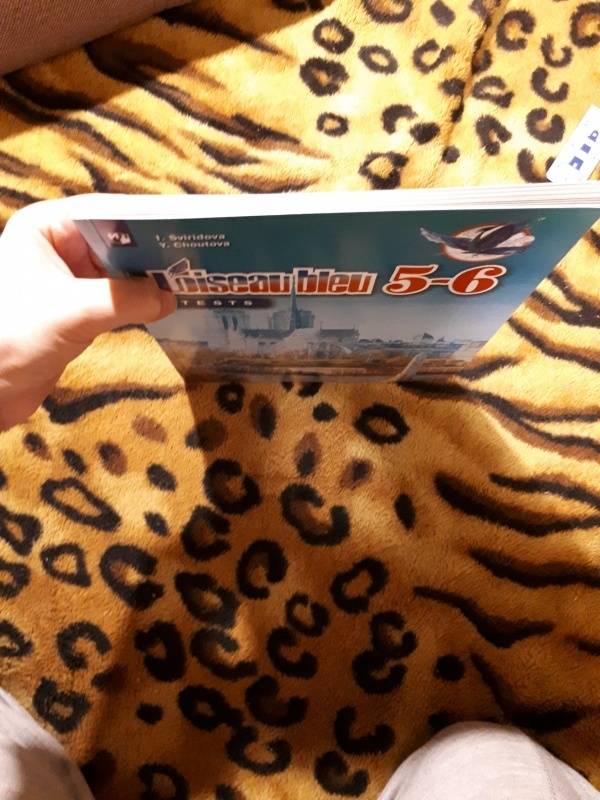 T. Sviridova
Y. Choutova
L'oiseau bleu 5-6
TESTS